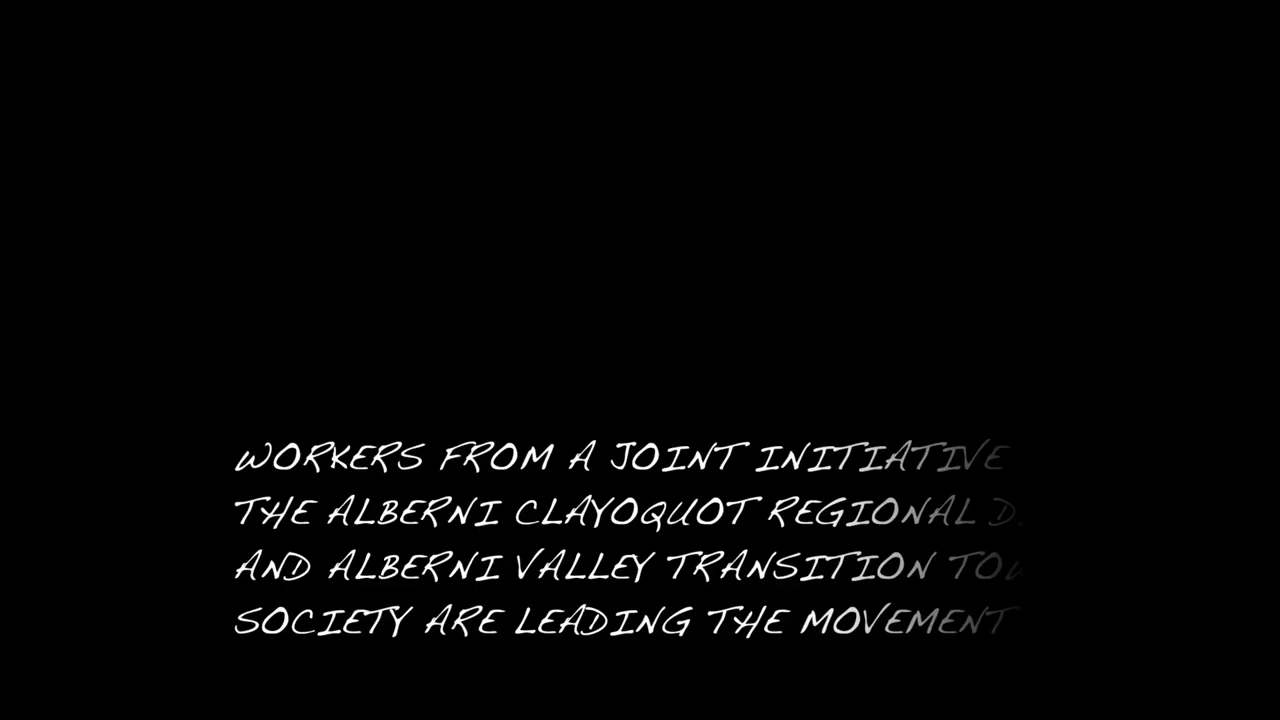 WORKERS FROM A JOINT INITIATIVE
THE ALBERNI CLAYOQUOT REGIONAL
AND ALBERNI VALLEY TRANSITION
SOCIETY ARE LEADING THE MOVEMENT